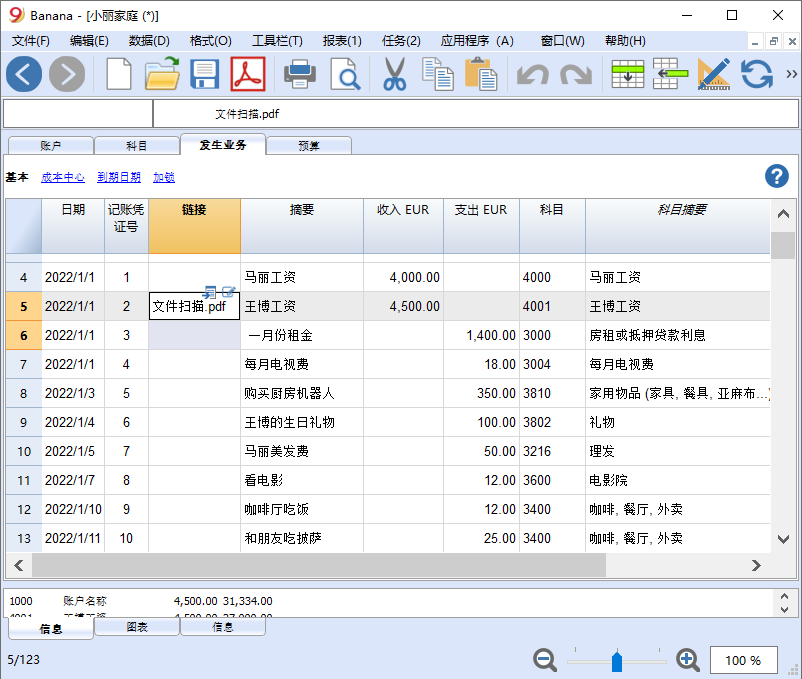 Banana - [小丽家庭 (*)]
文件(F) 编辑(E) 数据(D) 格式(O) 工具栏(T) 报表(1) 任务(2) 应用程序 (A) 窗口(W) 帮助(H)
文件扫描.pdf
账户 科目 发生业务 预算
基本 成本中心 到期日期 加锁
日期 记账凭证号 链接 摘要 收入 EUR 支出 EUR 科目 科目摘要
4 2022/1/1 1 马丽工资 4,000.00 4000 马丽工资
5 2022/1/1 2 文件扫描.pdf 王博工资 4,500.00 4001 王博工资
6 2022/1/1 3 一月份租金 1,400.00 3000 房租或抵押贷款利息
7 2022/1/1 4 每月电视费 18.00 3004 每月电视费
8 2022/1/3 5 购买厨房机器人 350.00 3810 家用物品 (家具, 餐具, 亚麻布...)
9 2022/1/4 6 王博的生日礼物 100.00 3802 礼物
10 2022/1/5 7 马丽美发费 50.00 3216 理发
11 2022/1/7 8 看电影 12.00 3600 电影院
12 2022/1/10 9 咖啡厅吃饭 12.00 3400 咖啡, 餐厅, 外卖
13 2022/1/11 10 和朋友吃披萨 25.00 3400 咖啡, 餐厅, 外卖
1000 账户名称 4,500.00 31,334.00
信息 图表 信息
5/123 100 %